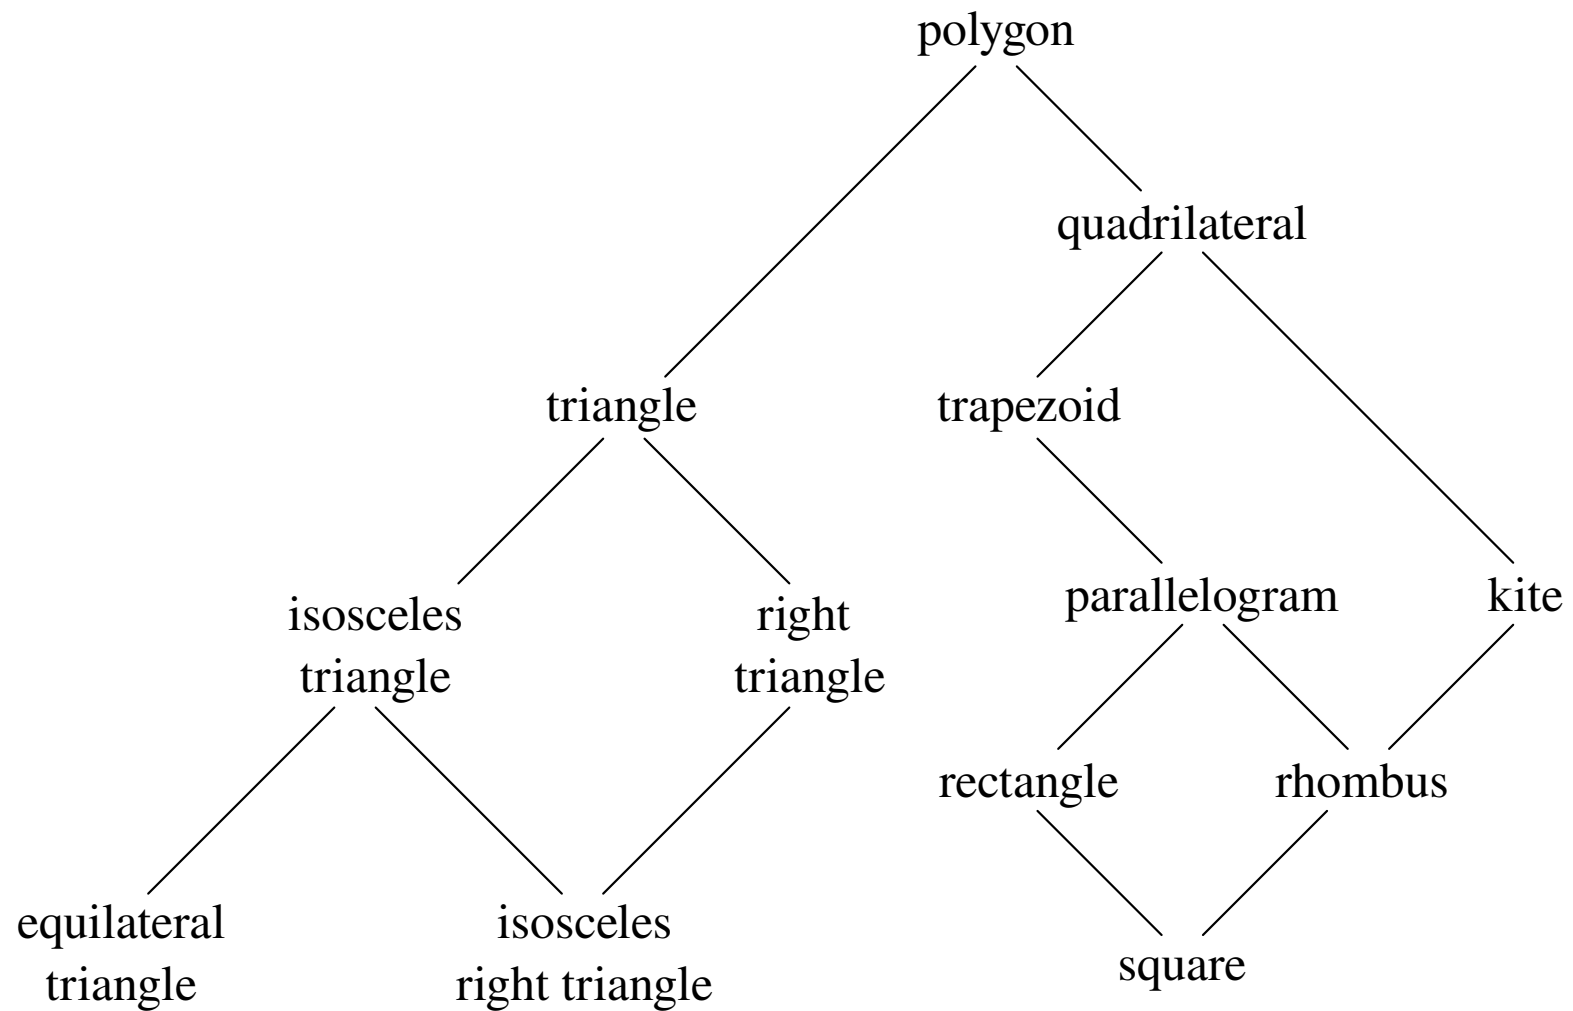 polygon
quadrilateral
triangle
trapezoid
isosceles
triangle
right
triangle
parallelogram
kite
rectangle
rhombus
equilateral
triangle
isosceles
right triangle
square